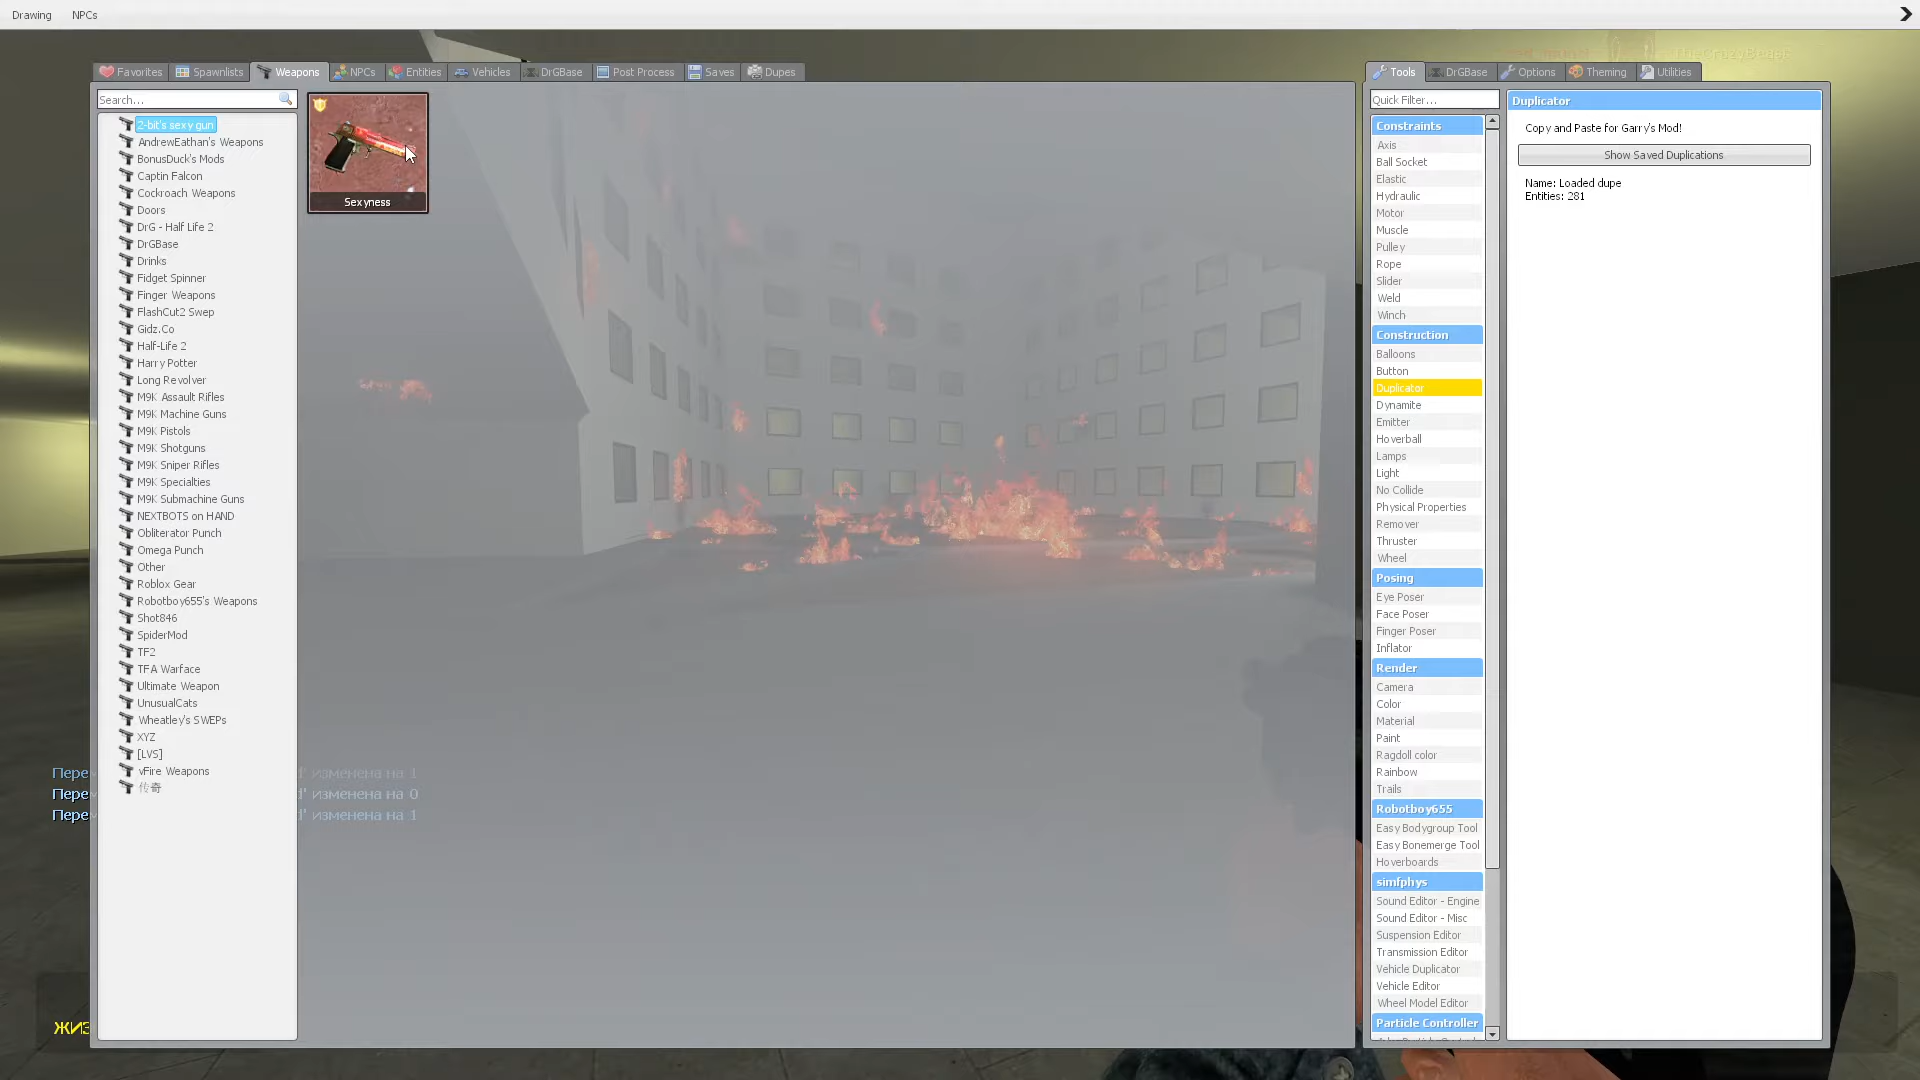 Drawing NPCs
Favorites Spawnlists Weapons NPCs Entities Vehicles DrGBase Post Process Saves Dupes
Search...
2-bit's sexy gun
AndrewEathan's Weapons
BonusDuck's Mods
Captin Falcon
Cockroach Weapons
Doors
DrG - Half Life 2
DrGBase
Drinks
Fidget Spinner
Finger Weapons
FlashCut2 Swep
Gidz.Co
Half-Life 2
Harry Potter
Long Revolver
M9K Assault Rifles
M9K Machine Guns
M9K Pistols
M9K Shotguns
M9K Sniper Rifles
M9K Specialties
M9K Submachine Guns
NEXTBOTS on HAND
Obliterator Punch
Omega Punch
Other
Roblox Gear
Robotboy655's Weapons
Shot846
SpiderMod
TF2
TFA Warface
Ultimate Weapon
UnusualCats
Wheatley's SWEPs
XYZ
[LVS]
vFire Weapons
传奇
Sexyness
Пере d' изменена на 1
Пере d' изменена на 0
Пере d' изменена на 1
ЖИЗ
Tools DrGBase Options Theming Utilities
Quick Filter...
Constraints
Axis
Ball Socket
Elastic
Hydraulic
Motor
Muscle
Pulley
Rope
Slider
Weld
Winch
Construction
Balloons
Button
Duplicator
Dynamite
Emitter
Hoverball
Lamps
Light
No Collide
Physical Properties
Remover
Thruster
Wheel
Posing
Eye Poser
Face Poser
Finger Poser
Inflator
Render
Camera
Color
Material
Paint
Ragdoll color
Rainbow
Trails
Robotboy655
Easy Bodygroup Tool
Easy Bonemerge Tool
Hoverboards
simfphys
Sound Editor - Engine
Sound Editor - Misc
Suspension Editor
Transmission Editor
Vehicle Duplicator
Vehicle Editor
Wheel Model Editor
Particle Controller
Duplicator
Copy and Paste for Garry's Mod!
Show Saved Duplications
Name: Loaded dupe
Entities: 281